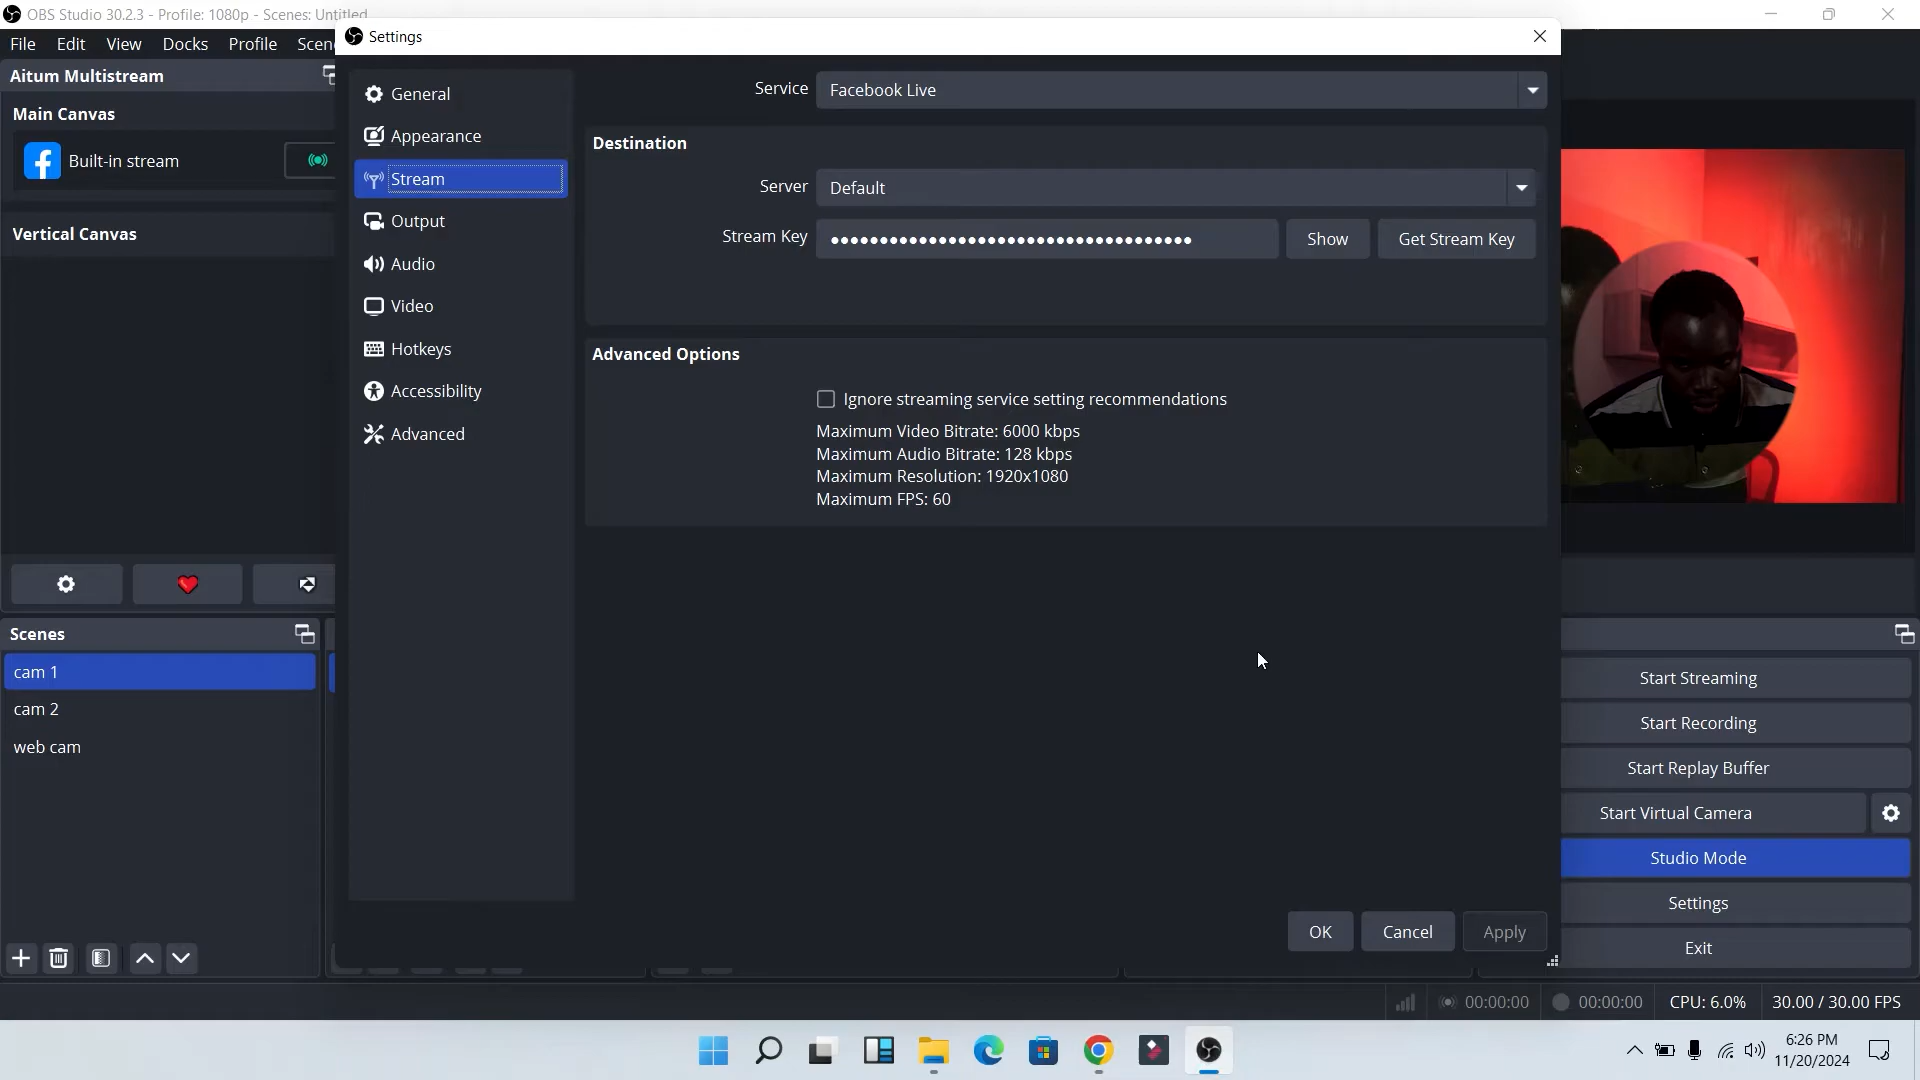 OBS Studio 30.2.3 - Profile: 1080p - Scenes: Untitled
File Edit View Docks Profile Scen
Settings
Aitum Multistream
Main Canvas
Built-in stream
Vertical Canvas
General
Appearance
Stream
Output
Audio
Video
Hotkeys
Accessibility
Advanced
Service Facebook Live
Destination
Server Default
Stream Key Show Get Stream Key
Advanced Options
Ignore streaming service setting recommendations
Maximum Video Bitrate: 6000 kbps
Maximum Audio Bitrate: 128 kbps
Maximum Resolution: 1920x1080
Maximum FPS: 60
OK Cancel Apply
Scenes
cam 1
cam 2
web cam
Start Streaming
Start Recording
Start Replay Buffer
Start Virtual Camera
Studio Mode
Settings
Exit
00:00:00 00:00:00 CPU: 6.0% 30.00 / 30.00 FPS
6:26 PM
11/20/2024